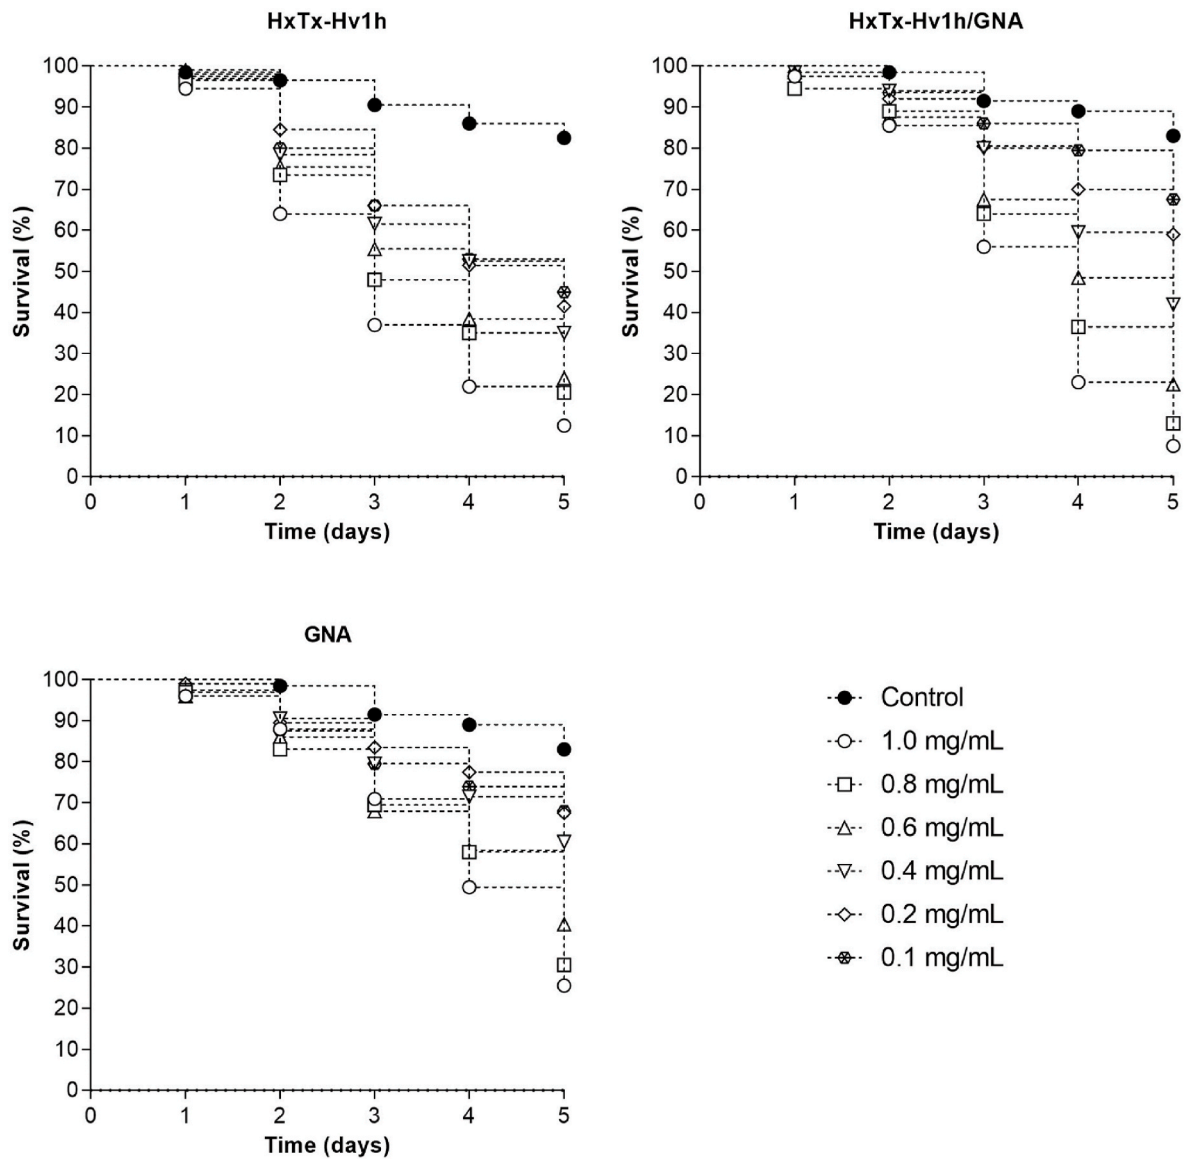 HxTx-Hv1h
100
90
80
70
60
50
40
30
20
10
0
Survival (%)
0 1 2 3 4 5
Time (days)
HxTx-Hv1h/GNA
100
90
80
70
60
50
40
30
20
10
0
Survival (%)
0 1 2 3 4 5
Time (days)
GNA
100
90
80
70
60
50
40
30
20
10
0
Survival (%)
0 1 2 3 4 5
Time (days)
Control
1.0 mg/mL
0.8 mg/mL
0.6 mg/mL
0.4 mg/mL
0.2 mg/mL
0.1 mg/mL